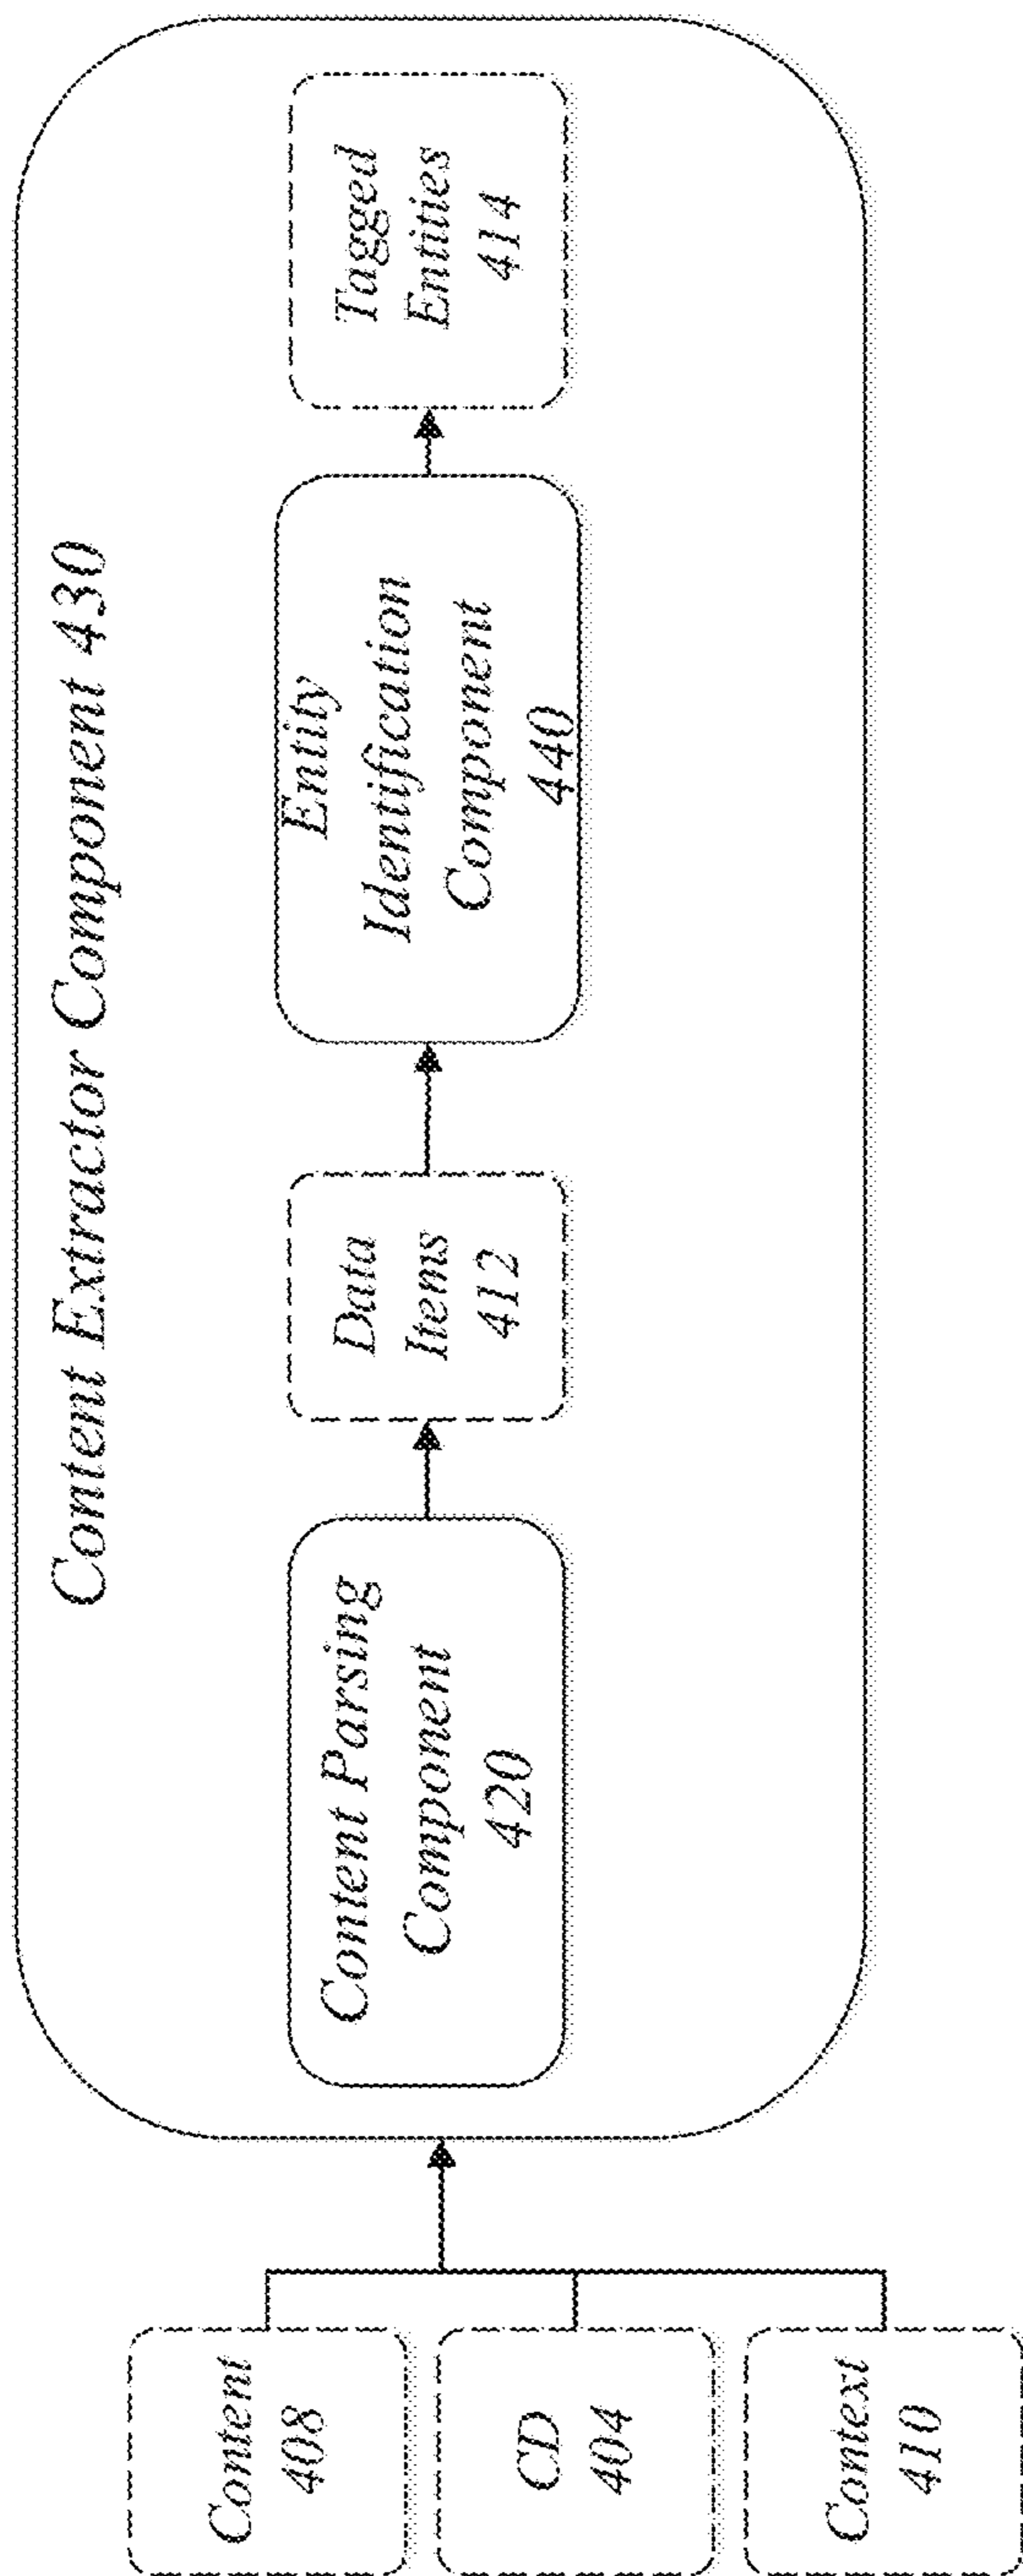 Content Extractor Component 430
Content
408
CD
404
Context
410
Content Parsing
Component
420
Data
Items
412
Entity
Identification
Component
440
Tagged
Entities
414